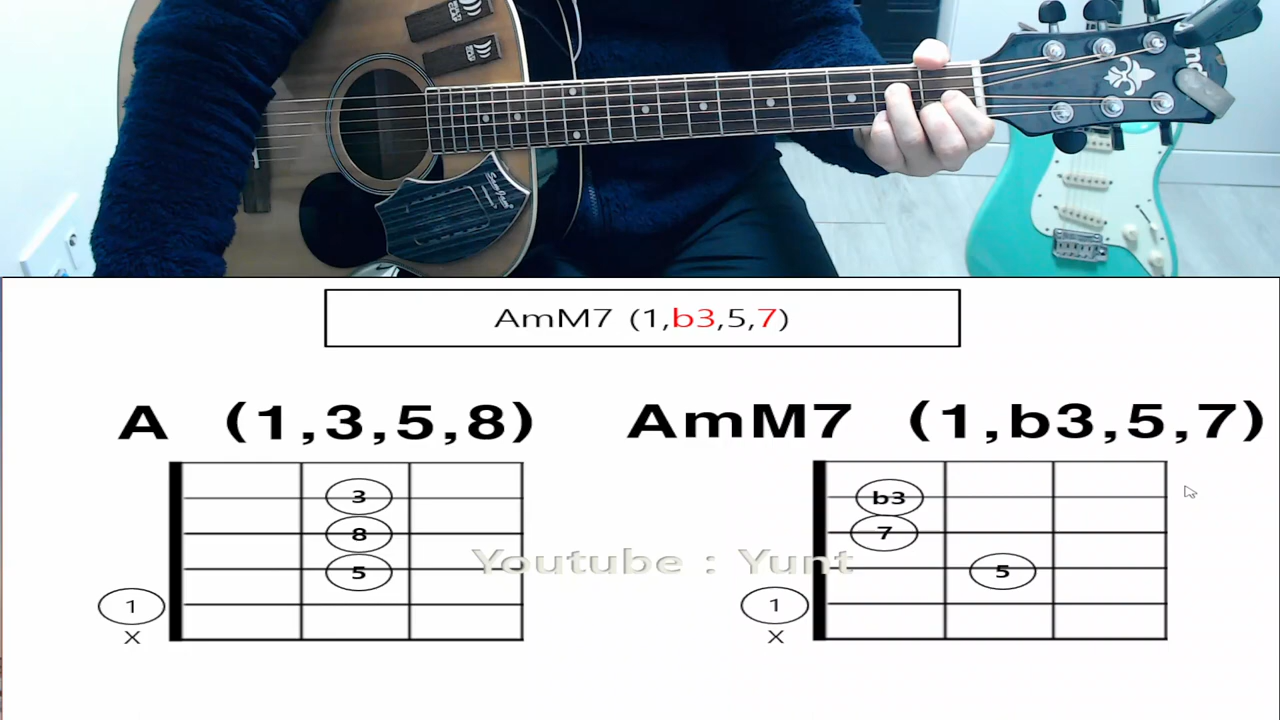 AmM7 (1,b3,5,7)
A (1,3,5,8)
AmM7 (1,b3,5,7)
3
8
5
1
X
b3
7
5
1
X
Youtube : Yunt